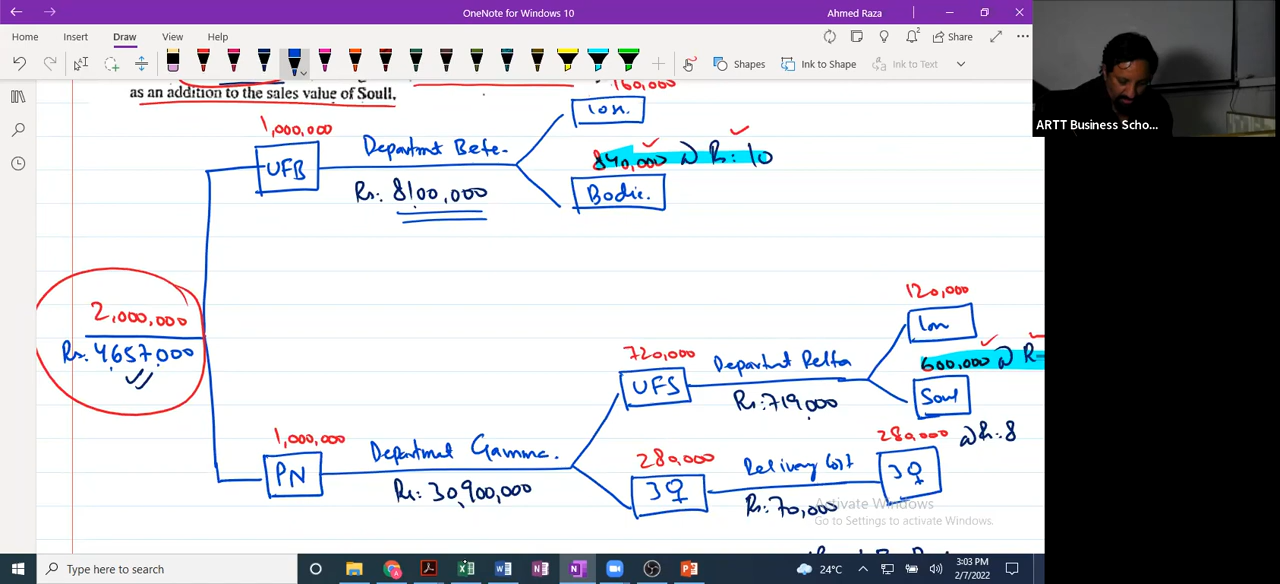 OneNote for Windows 10
Ahmed Raza
Home Insert Draw View Help
Share
Shapes Ink to Shape Ink to Text
as an addition to the sales value of Soull,
160,000
Lon.
1,000,000
UFB
Department Bete.
Rs: 8100,000
840,000 @ Rs: 10
Bodie.
2,000,000
Rs: 4657,000
120,000
Lon
720,000
UFS
Department Delta
Rs: 719,000
600,000 @ R
Soul
1,000,000
PN
Department Gamma.
Rs: 30,900,000
280,000
3Q
Delivery Cost
Rs: 70,000
280,000 @ Rs: 8
3Q
Activate Windows
Go to Settings to activate Windows.
ARTT Business Scho...
Type here to search
24°C
3:03 PM
2/7/2022